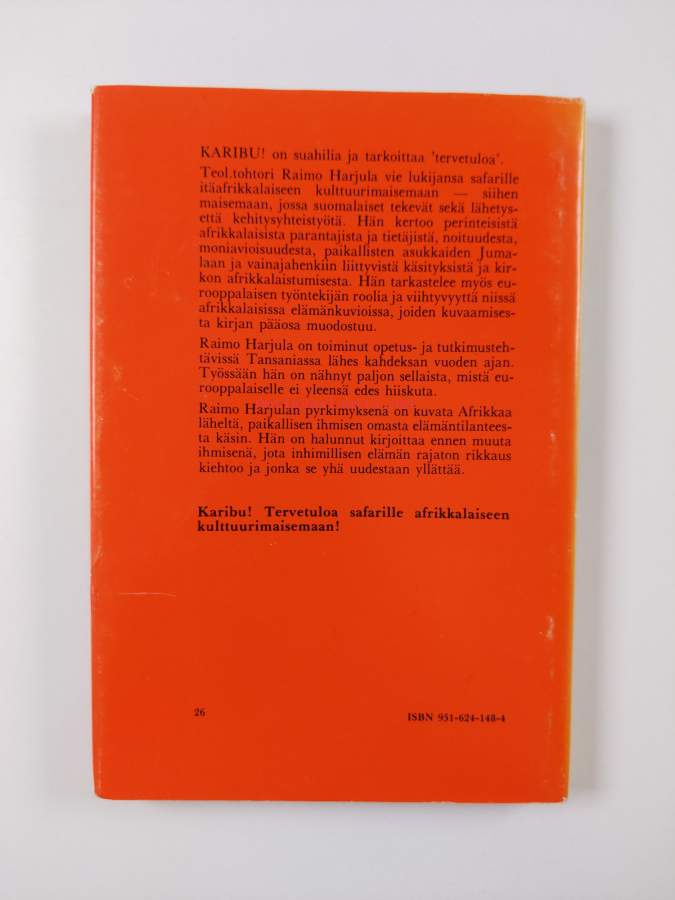 KARIBU! on suahilia ja tarkoittaa 'tervetuloa'.
Teol.tohtori Raimo Harjula vie lukijansa safarille
itäafrikkalaiseen kulttuurimaisemaan — siihen
maisemaan, jossa suomalaiset tekevät sekä lähetys-
että kehitysyhteistyötä. Hän kertoo perinteisistä
afrikkalaisista parantajista ja tietäjistä, noituudesta,
moniavioisuudesta, paikallisten asukkaiden Juma-
laan ja vainajahenkiin liittyvistä käsityksistä ja kir-
kon afrikkalaistumisesta. Hän tarkastelee myös eu-
rooppalaisen työntekijän roolia ja viihtyvyyttä niissä
afrikkalaisissa elämänkuvioissa, joiden kuvaamises-
ta kirjan pääosa muodostuu.
Raimo Harjula on toiminut opetus- ja tutkimusteh-
tävissä Tansaniassa lähes kahdeksan vuoden ajan.
Työssään hän on nähnyt paljon sellaista, mistä eu-
rooppalaiselle ei yleensä edes hiiskuta.
Raimo Harjulan pyrkimyksenä on kuvata Afrikkaa
läheltä, paikallisen ihmisen omasta elämäntilantees-
ta käsin. Hän on halunnut kirjoittaa ennen muuta
ihmisenä, jota inhimillisen elämän rajaton rikkaus
kiehtoo ja jonka se yhä uudestaan yllättää.
Karibu! Tervetuloa safarille afrikkalaiseen
kulttuurimaisemaan!
26
ISBN 951-624-148-4